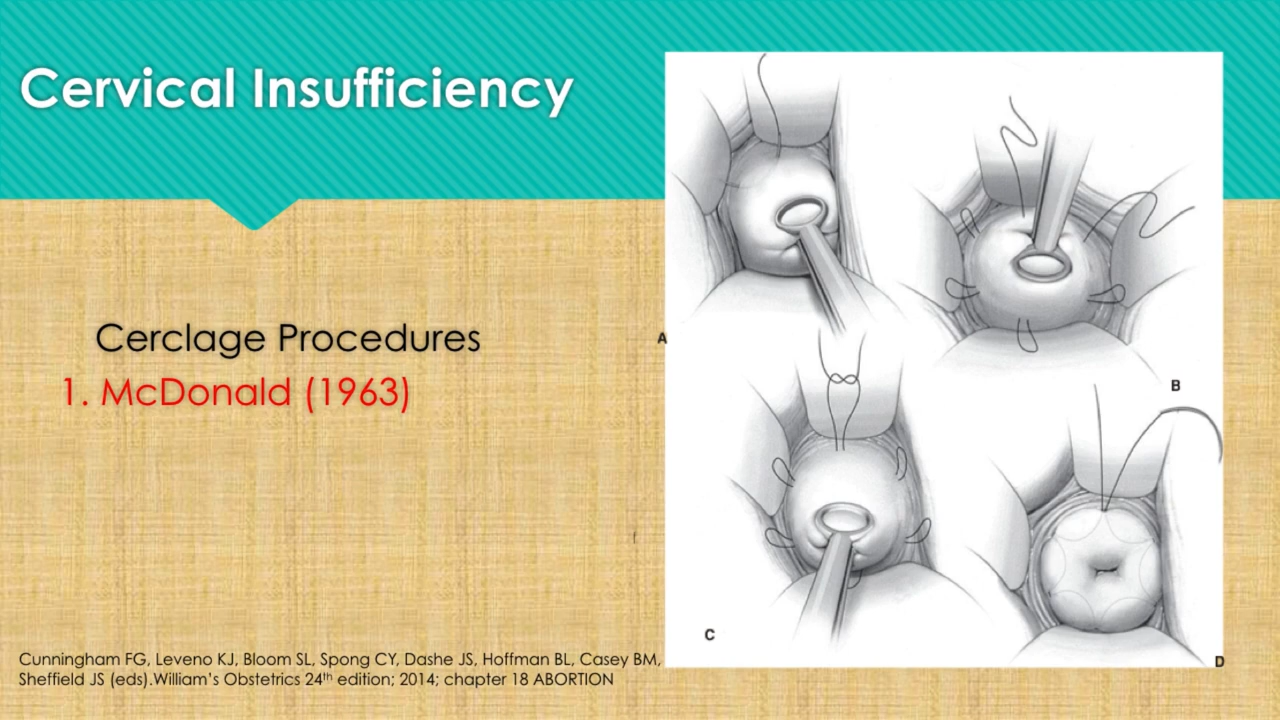 Cervical Insufficiency
Cerclage Procedures
1. McDonald (1963)
A
B
C
D
Cunningham FG, Leveno KJ, Bloom SL, Spong CY, Dashe JS, Hoffman BL, Casey BM,
Sheffield JS (eds).William’s Obstetrics 24th edition; 2014; chapter 18 ABORTION